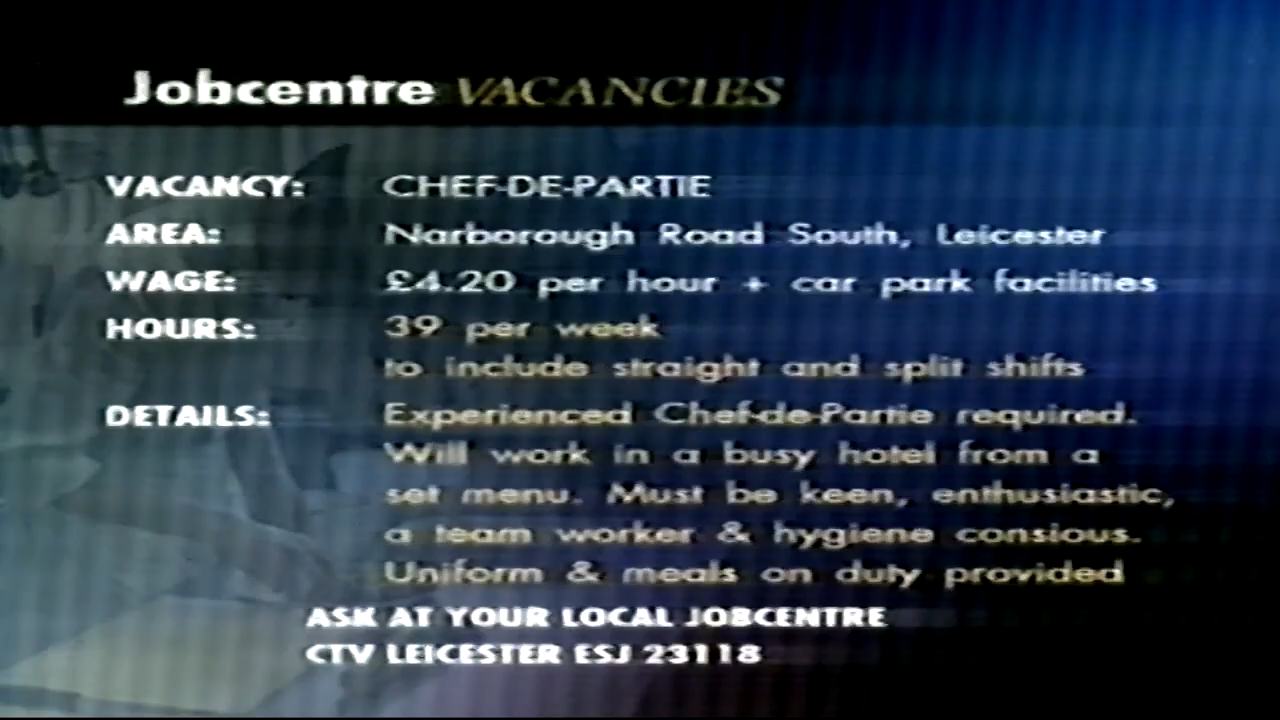 Jobcentre VACANCIES
VACANCY: CHEF-DE-PARTIE
AREA: Narborough Road South, Leicester
WAGE: £4.20 per hour + car park facilities
HOURS: 39 per week
to include straight and split shifts
DETAILS: Experienced Chef-de-Partie required.
Will work in a busy hotel from a
set menu. Must be keen, enthusiastic,
a team worker & hygiene consious.
Uniform & meals on duty provided
ASK AT YOUR LOCAL JOBCENTRE
CTV LEICESTER ESJ 23118